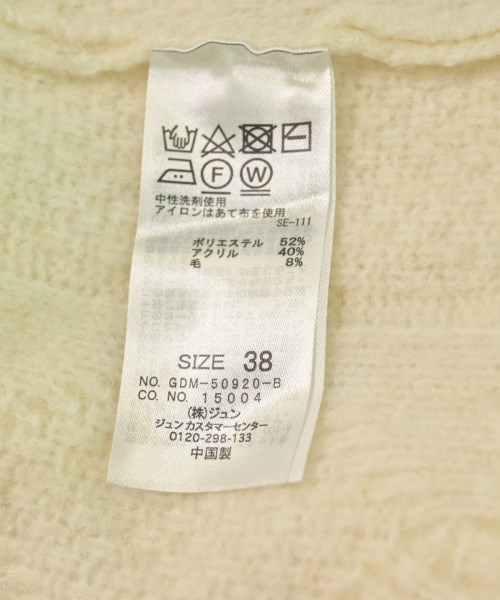 F W
中性洗剤使用
アイロンはあて布を使用
SE-111
ポリエステル 52%
アクリル 40%
毛 8%
SIZE 38
NO. GDM-50920-B
CO. NO. 15004
(株)ジュン
ジュンカスタマーセンター
0120-298-133
中国製